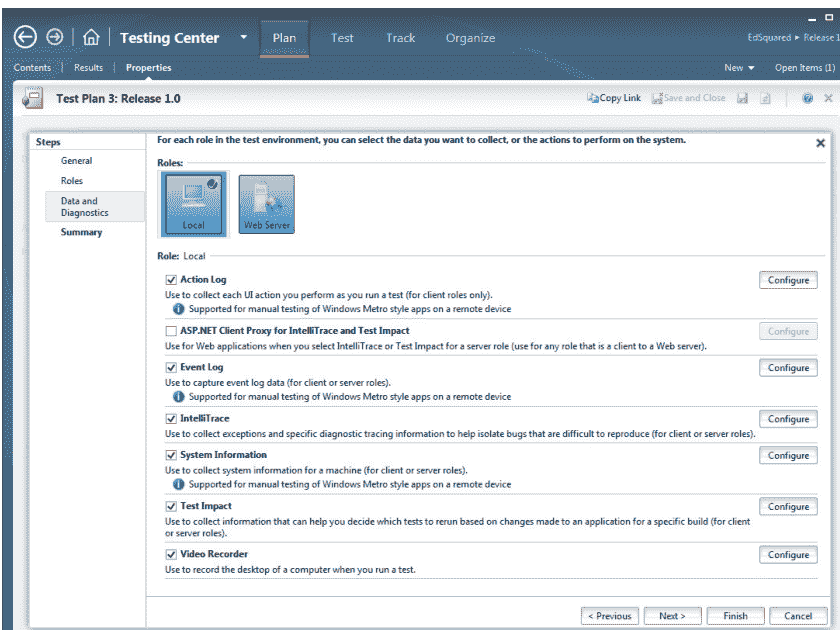 Testing Center Plan Test Track Organize EdSquared ▸ Release 1
Contents Results Properties New Open Items (1)
Test Plan 3: Release 1.0 Copy Link Save and Close
Steps
General
Roles
Data and
Diagnostics
Summary
For each role in the test environment, you can select the data you want to collect, or the actions to perform on the system.
Roles:
Local Web Server
Role: Local
Action Log Configure
Use to collect each UI action you perform as you run a test (for client roles only).
Supported for manual testing of Windows Metro style apps on a remote device
ASP.NET Client Proxy for IntelliTrace and Test Impact Configure
Use for Web applications when you select IntelliTrace or Test Impact for a server role (use for any role that is a client to a Web server).
Event Log Configure
Use to capture event log data (for client or server roles).
Supported for manual testing of Windows Metro style apps on a remote device
IntelliTrace Configure
Use to collect exceptions and specific diagnostic tracing information to help isolate bugs that are difficult to reproduce (for client or server roles).
System Information Configure
Use to collect system information for a machine (for client or server roles).
Supported for manual testing of Windows Metro style apps on a remote device
Test Impact Configure
Use to collect information that can help you decide which tests to rerun based on changes made to an application for a specific build (for client
or server roles).
Video Recorder Configure
Use to record the desktop of a computer when you run a test.
< Previous Next > Finish Cancel